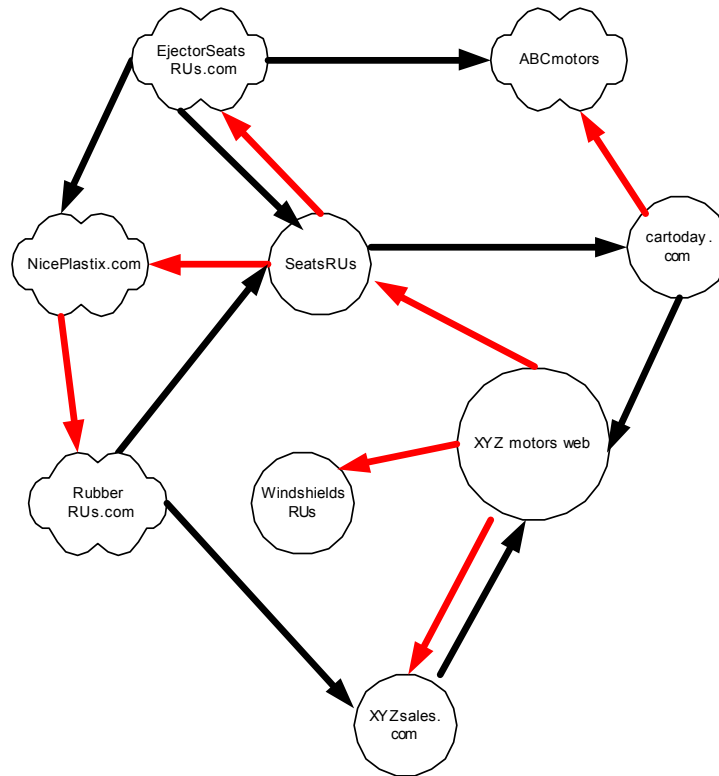 EjectorSeats
RUs.com
ABCmotors
NicePlastix.com
SeatsRUs
cartoday.
com
XYZ motors web
Rubber
RUs.com
Windshields
RUs
XYZsales.
com